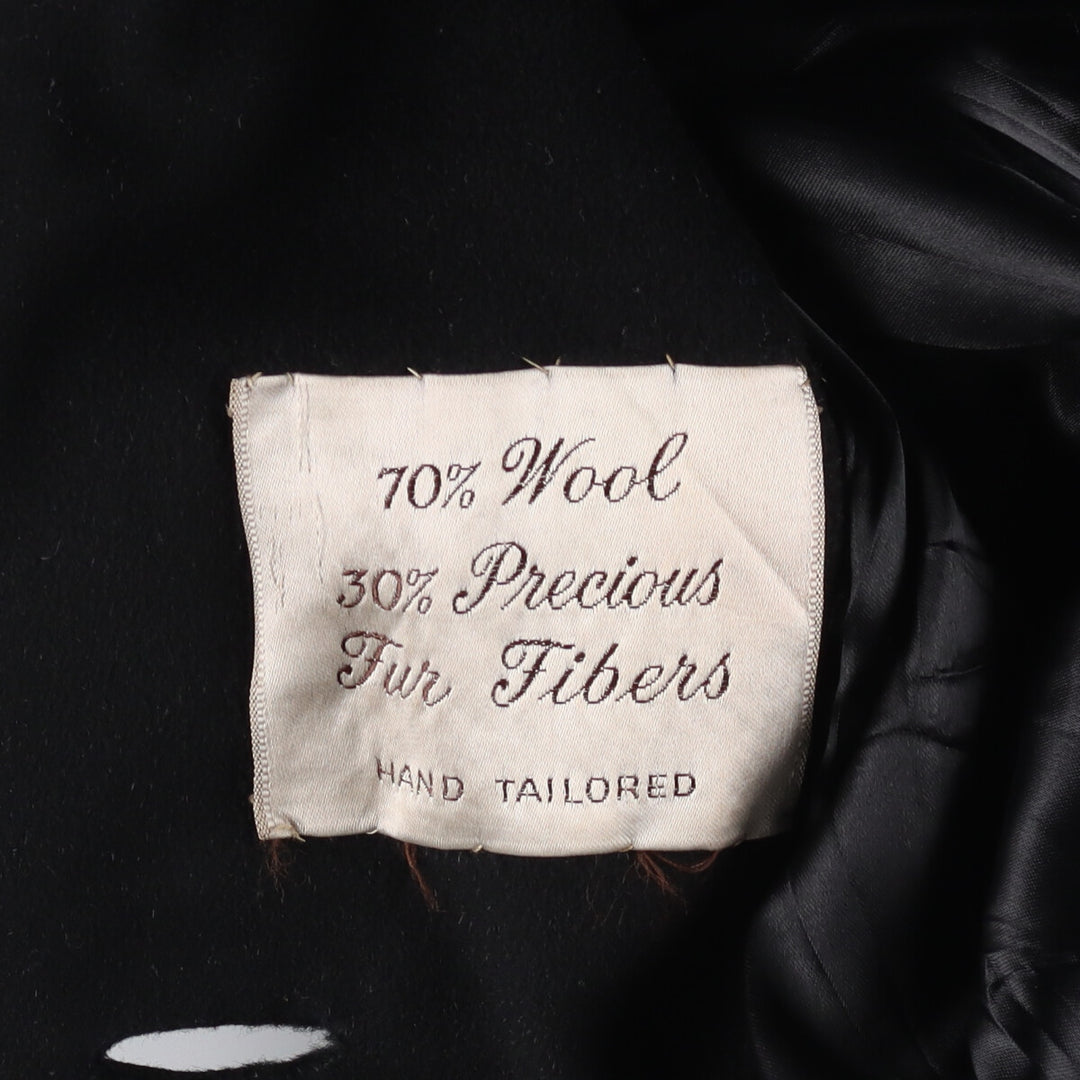 70% Wool
30% Precious
Fur Fibers
HAND TAILORED